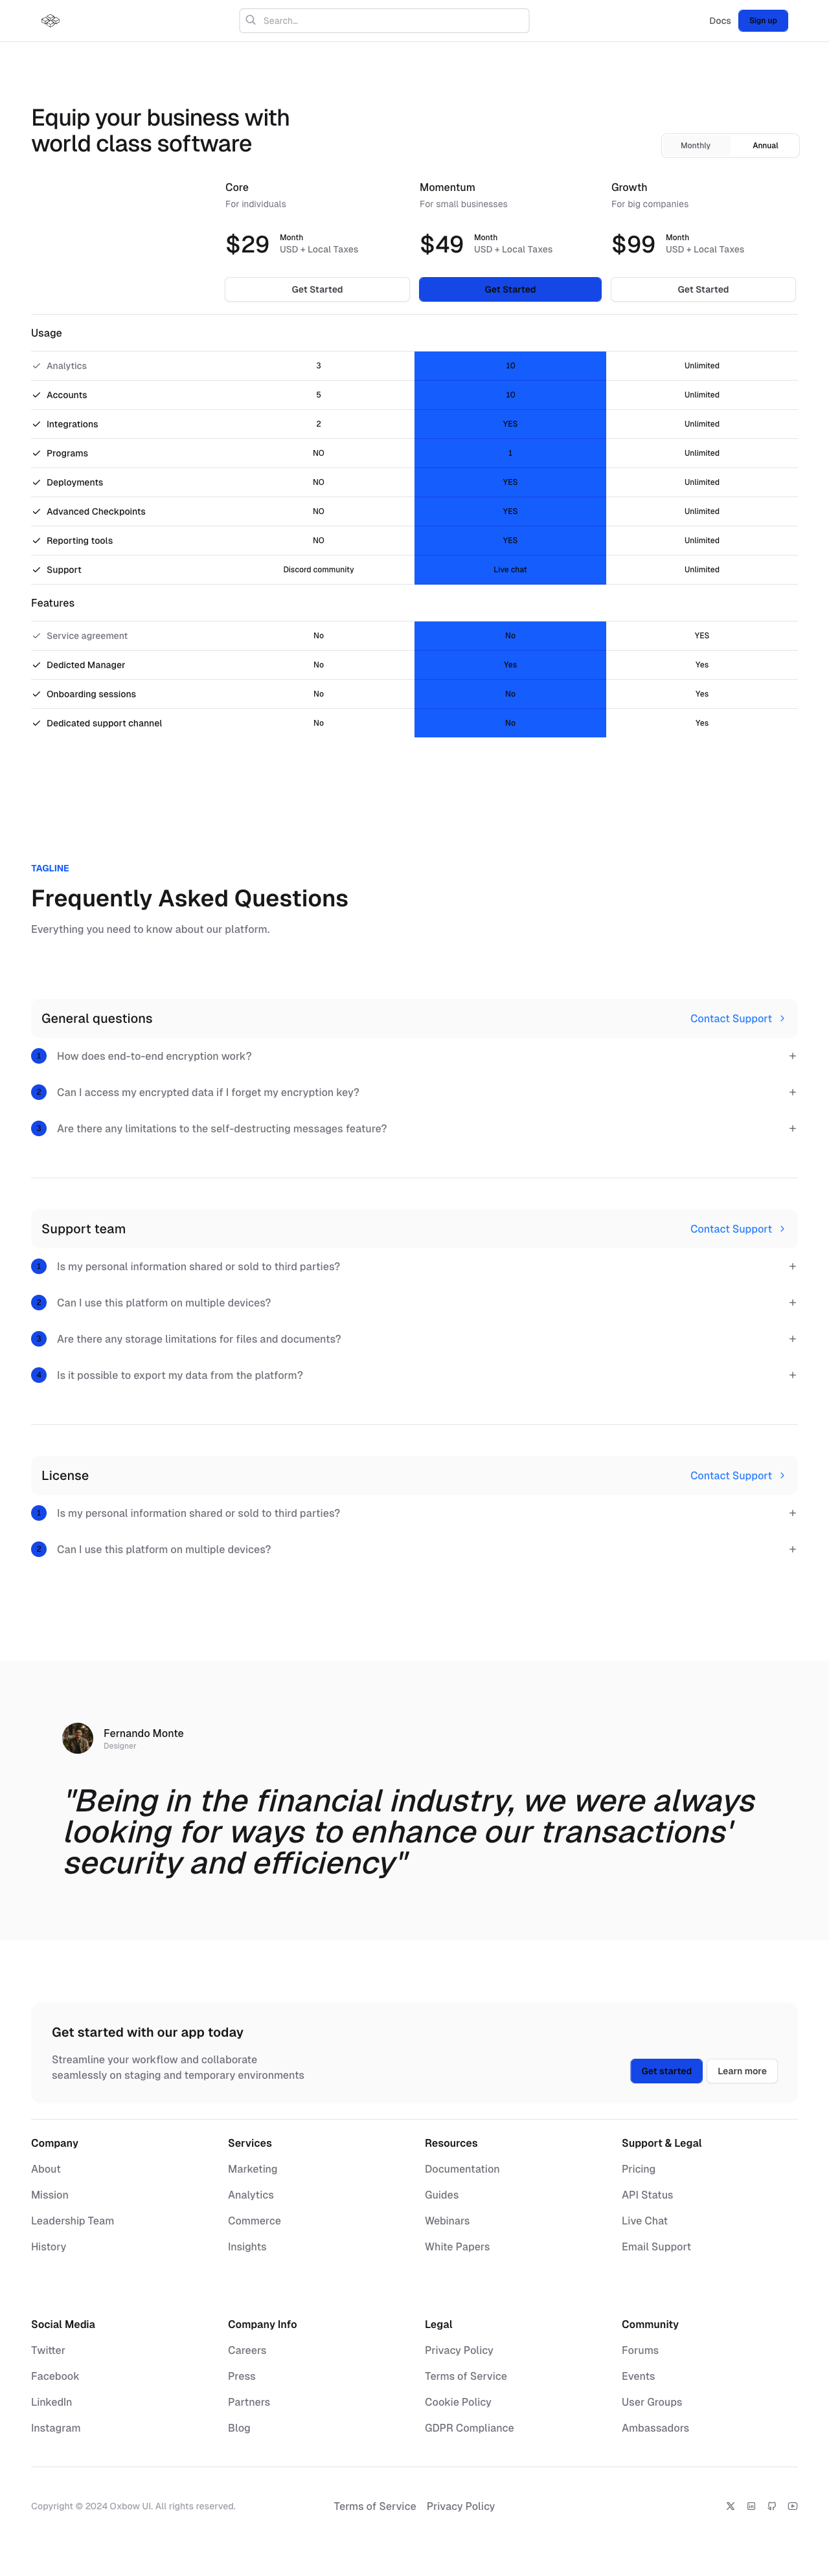 Search...
Docs
Sign up
Equip your business with
world class software
Monthly
Annual
Core
For individuals
$29
Month
USD + Local Taxes
Get Started
Momentum
For small businesses
$49
Month
USD + Local Taxes
Get Started
Growth
For big companies
$99
Month
USD + Local Taxes
Get Started
Usage
Analytics 3 10 Unlimited
Accounts 5 10 Unlimited
Integrations 2 YES Unlimited
Programs NO 1 Unlimited
Deployments NO YES Unlimited
Advanced Checkpoints NO YES Unlimited
Reporting tools NO YES Unlimited
Support Discord community Live chat Unlimited
Features
Service agreement No No YES
Dedicted Manager No Yes Yes
Onboarding sessions No No Yes
Dedicated support channel No No Yes
TAGLINE
Frequently Asked Questions
Everything you need to know about our platform.
General questions
Contact Support
1 How does end-to-end encryption work?
2 Can I access my encrypted data if I forget my encryption key?
3 Are there any limitations to the self-destructing messages feature?
Support team
Contact Support
1 Is my personal information shared or sold to third parties?
2 Can I use this platform on multiple devices?
3 Are there any storage limitations for files and documents?
4 Is it possible to export my data from the platform?
License
Contact Support
1 Is my personal information shared or sold to third parties?
2 Can I use this platform on multiple devices?
Fernando Monte
Designer
"Being in the financial industry, we were always
looking for ways to enhance our transactions'
security and efficiency"
Get started with our app today
Streamline your workflow and collaborate
seamlessly on staging and temporary environments
Get started
Learn more
Company
About
Mission
Leadership Team
History
Services
Marketing
Analytics
Commerce
Insights
Resources
Documentation
Guides
Webinars
White Papers
Support & Legal
Pricing
API Status
Live Chat
Email Support
Social Media
Twitter
Facebook
LinkedIn
Instagram
Company Info
Careers
Press
Partners
Blog
Legal
Privacy Policy
Terms of Service
Cookie Policy
GDPR Compliance
Community
Forums
Events
User Groups
Ambassadors
Copyright © 2024 Oxbow UI. All rights reserved.
Terms of Service
Privacy Policy